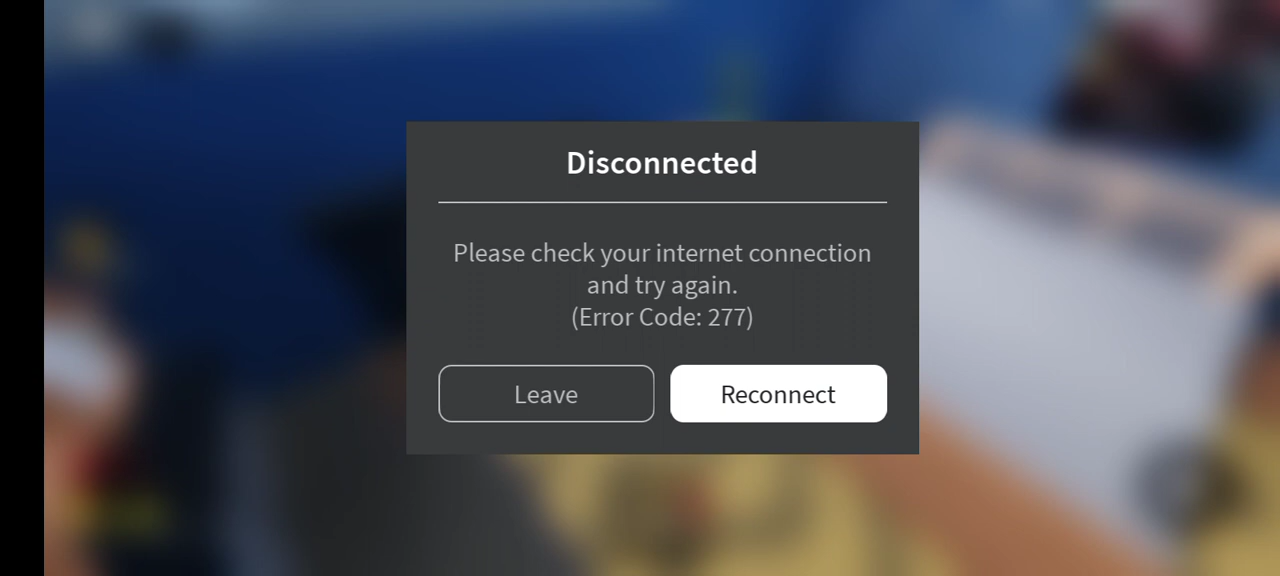 Disconnected
Please check your internet connection
and try again.
(Error Code: 277)
Leave
Reconnect